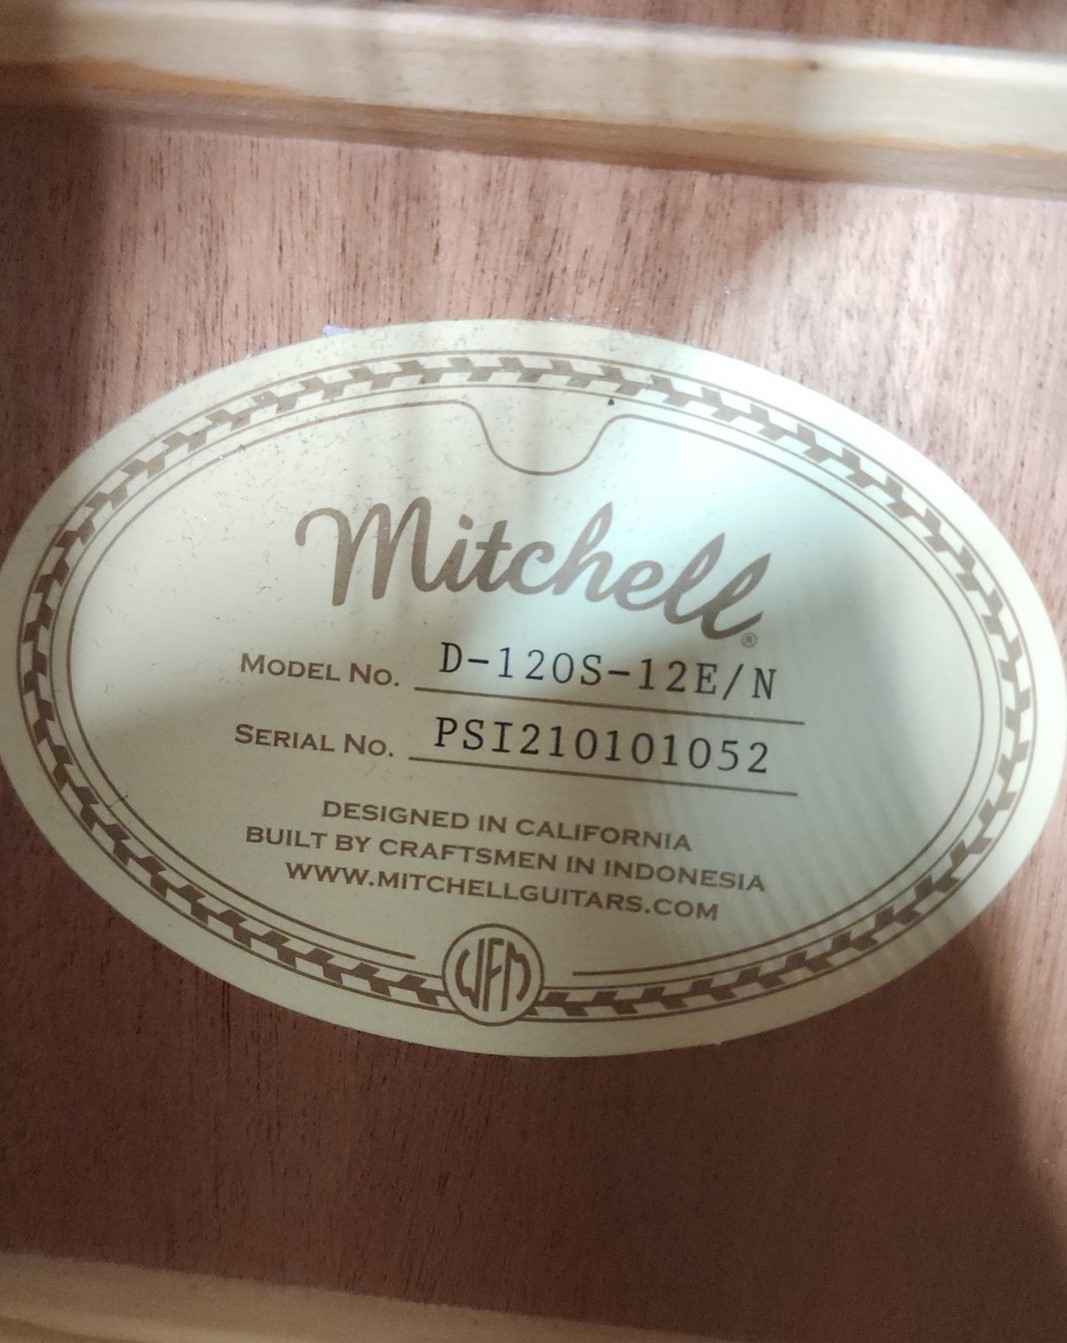 Mitchell®
MODEL NO. D-120S-12E/N
SERIAL NO. PSI210101052
DESIGNED IN CALIFORNIA
BUILT BY CRAFTSMEN IN INDONESIA
WWW.MITCHELLGUITARS.COM
WFM